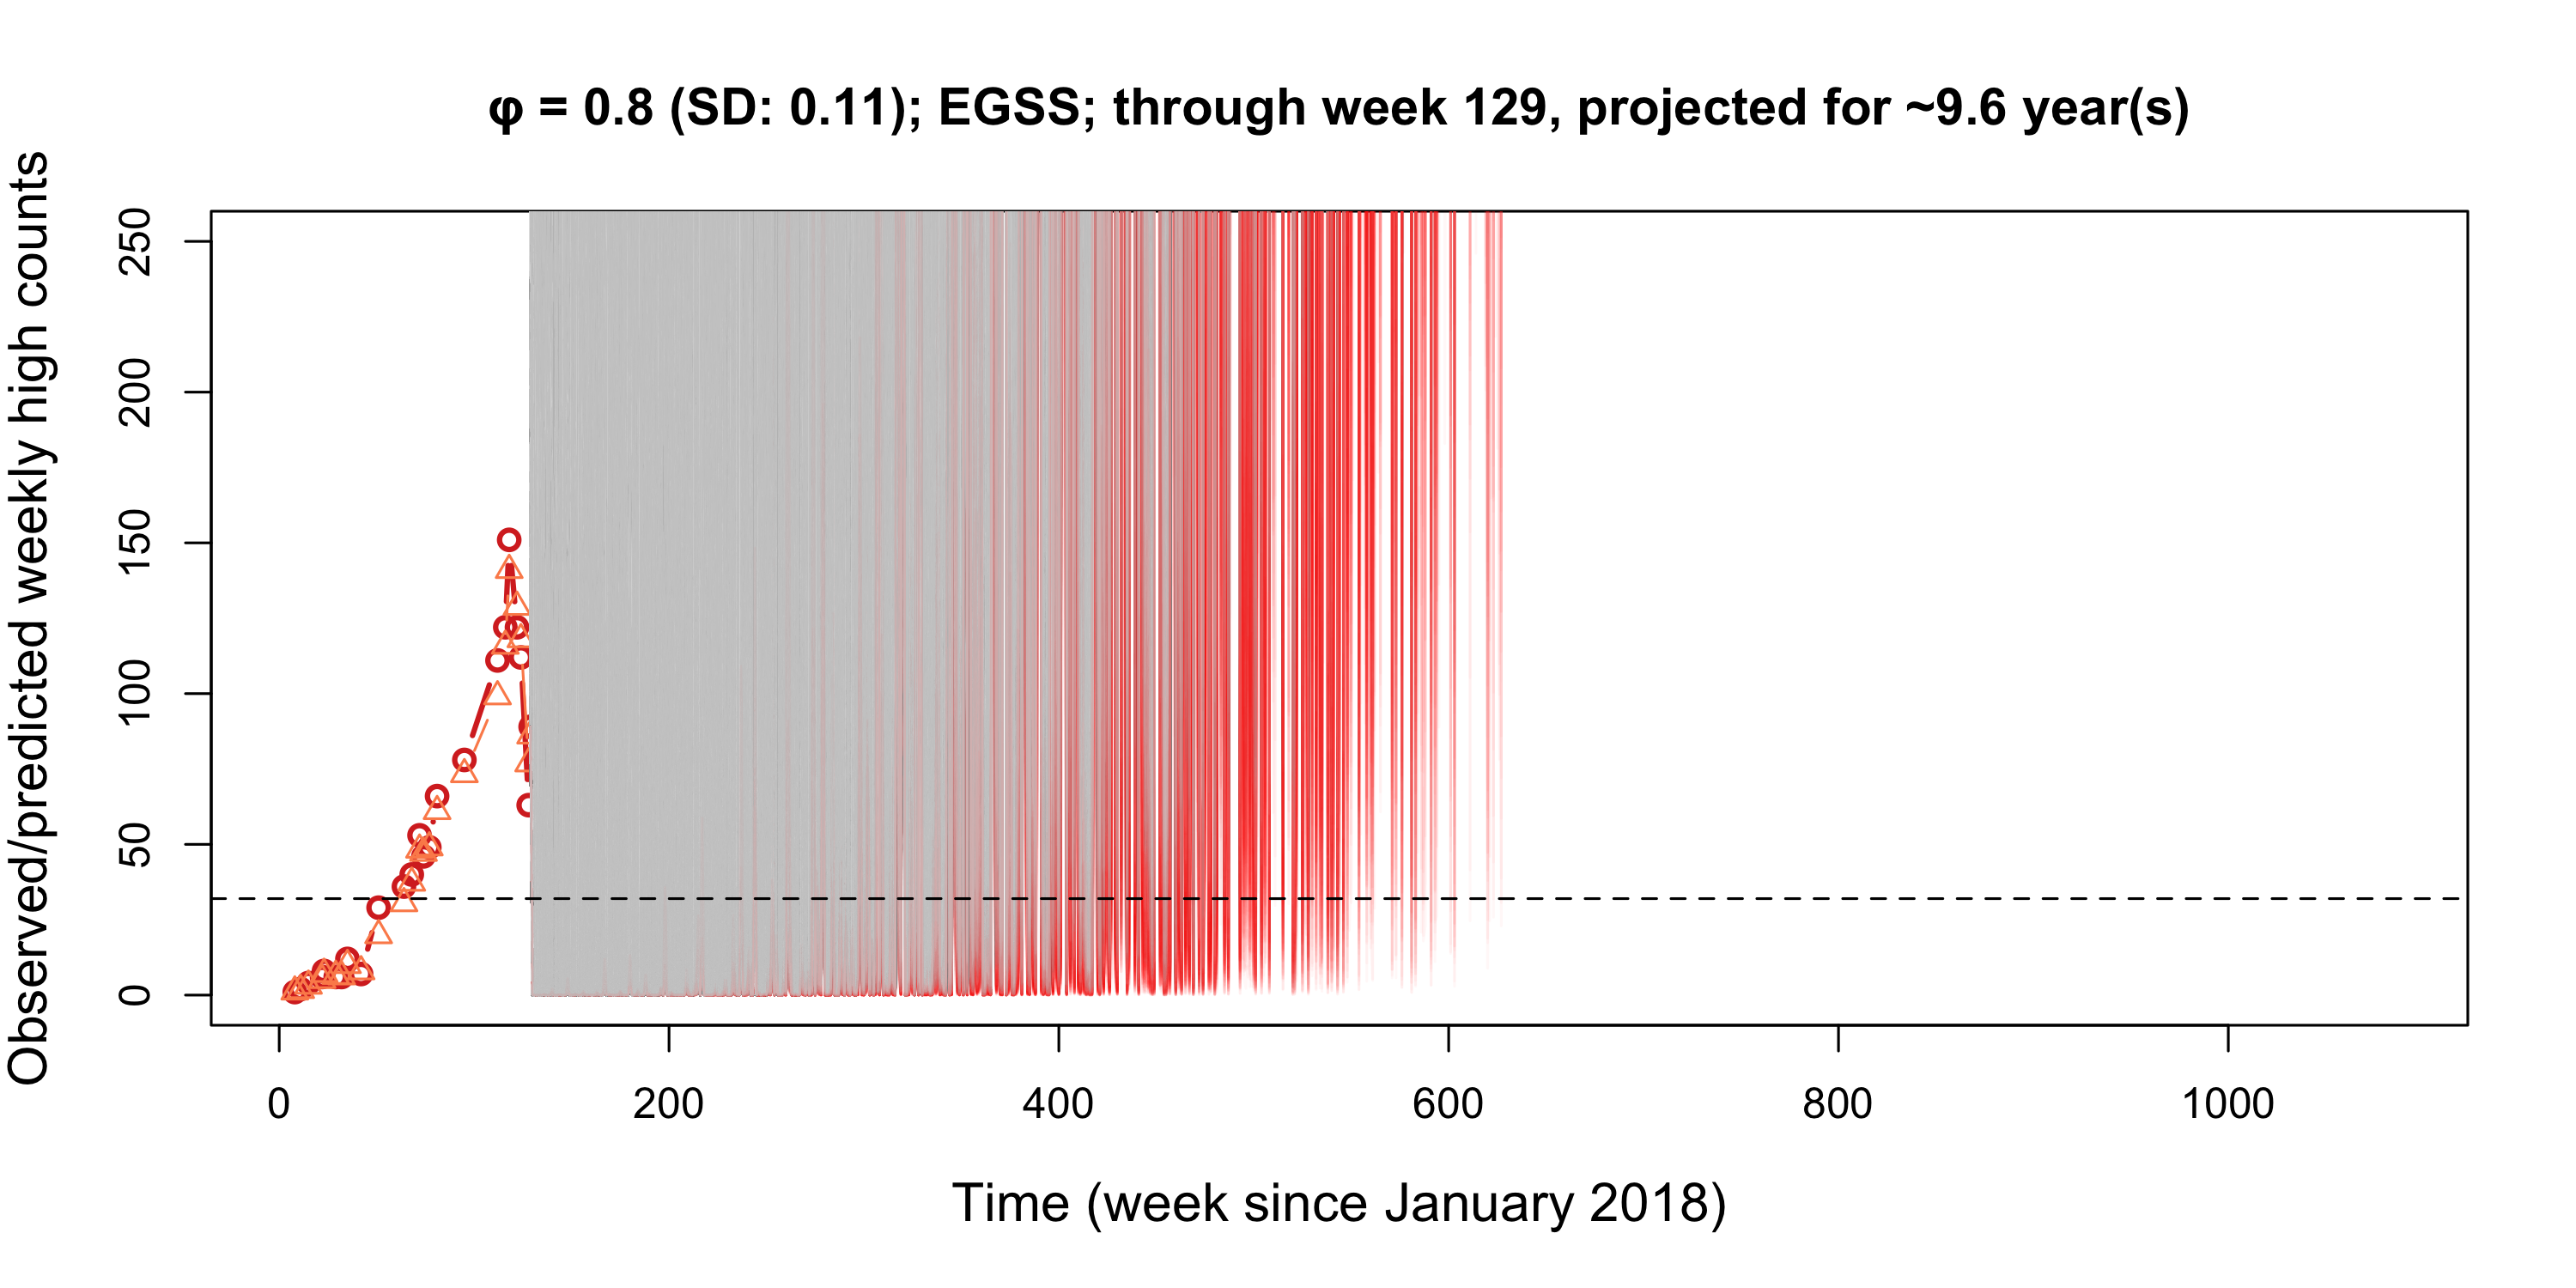 φ = 0.8 (SD: 0.11); EGSS; through week 129, projected for ~9.6 year(s)
Observed/predicted weekly high counts
250
200
150
100
50
0
0 200 400 600 800 1000
Time (week since January 2018)